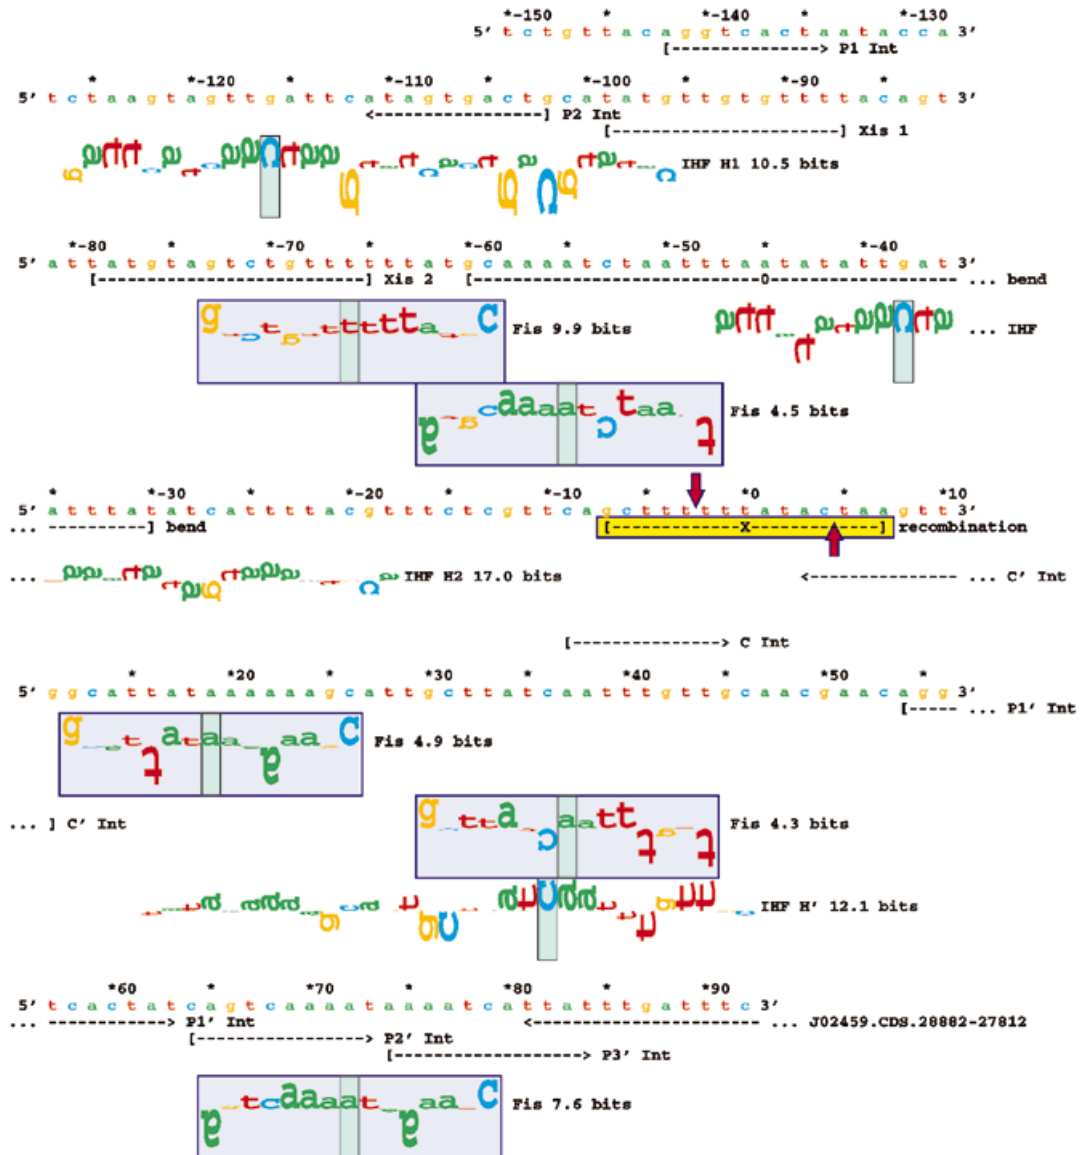 *-150 * *-140 * *-130
5' t c t g t t a c a g g t c a c t a a t a c c a 3'
[--------------> P1 Int
* *-120 * *-110 * *-100 * *-90 *
5' t c t a a g t a g t t g a t t c a t a g t g a c t g c a t a t g t t g t g t t t t a c a g t 3'
<----------------] P2 Int
[---------------------] Xis 1
IHF H1 10.5 bits
*-80 * *-70 * *-60 * *-50 * *-40
5' a t t a t g t a g t c t g t t t t t t a t g c a a a a t c t a a t t t a a t a t a t t g a t 3'
[-------------------------] Xis 2 [-----------------------------0------------------- ... bend
Fis 9.9 bits
... IHF
Fis 4.5 bits
* *-30 * *-20 * *-10 * *0 * *10
5' a t t t a t a t c a t t t t a c g t t t c t c g t t c a g c t t t t t t a t a c t a a g t t 3'
... ----------] bend [-------------X-------------] recombination
... IHF H2 17.0 bits
<--------------- ... C' Int
[--------------> C Int
* *20 * *30 * *40 * *50 *
5' g g c a t t a t a a a a a a g c a t t g c t t a t c a a t t t g t t g c a a c g a a c a g g 3'
[----- ... P1' Int
Fis 4.9 bits
... ] C' Int
Fis 4.3 bits
IHF H' 12.1 bits
*60 * *70 * *80 * *90
5' t c a c t a t c a g t c a a a a t a a a a t c a t t a t t t g a t t t c 3'
... ------------> P1' Int <----------------------- ... J02459.CDS.28882-27812
[----------------> P2' Int
[------------------> P3' Int
Fis 7.6 bits